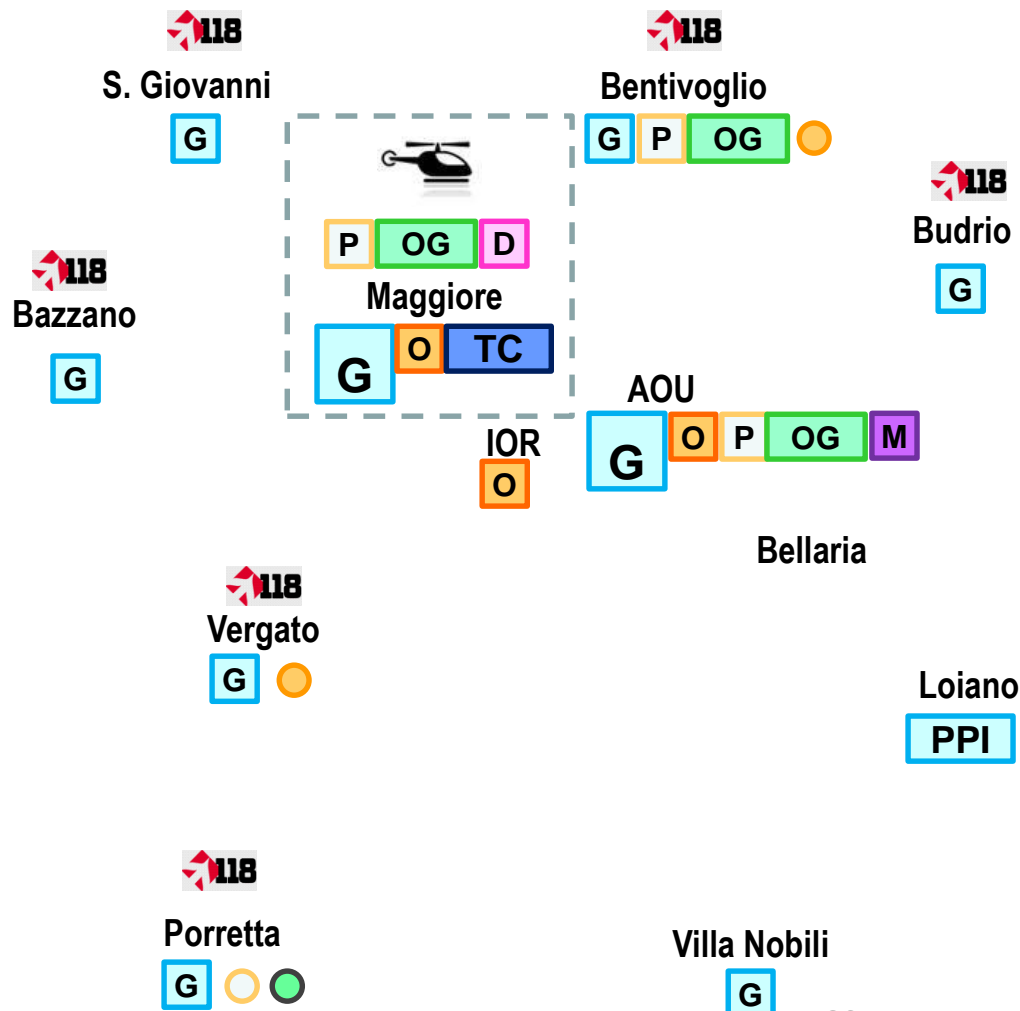 118
S. Giovanni
G
118
Bentivoglio
G P OG
118
Budrio
G
118
Bazzano
G
P OG D
Maggiore
G O TC
AOU
G O P OG M
IOR
O
Bellaria
118
Vergato
G
Loiano
PPI
118
Porretta
G
Villa Nobili
G